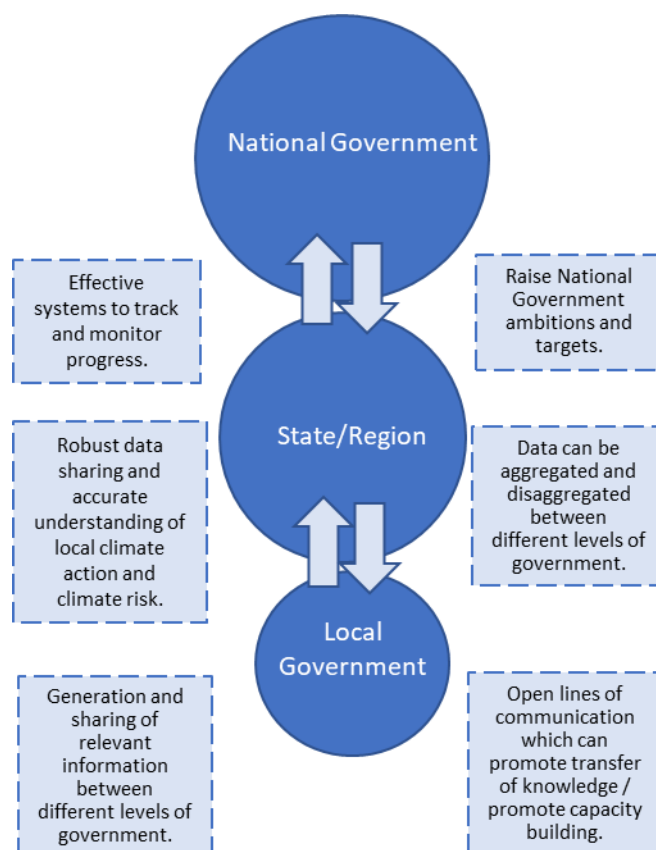 National Government
Effective
systems to track
and monitor
progress.
Raise National
Government
ambitions and
targets.
State/Region
Robust data
sharing and
accurate
understanding of
local climate
action and
climate risk.
Data can be
aggregated and
disaggregated
between
different levels of
government.
Local
Government
Generation and
sharing of
relevant
information
between
different levels of
government.
Open lines of
communication
which can
promote transfer
of knowledge /
promote capacity
building.